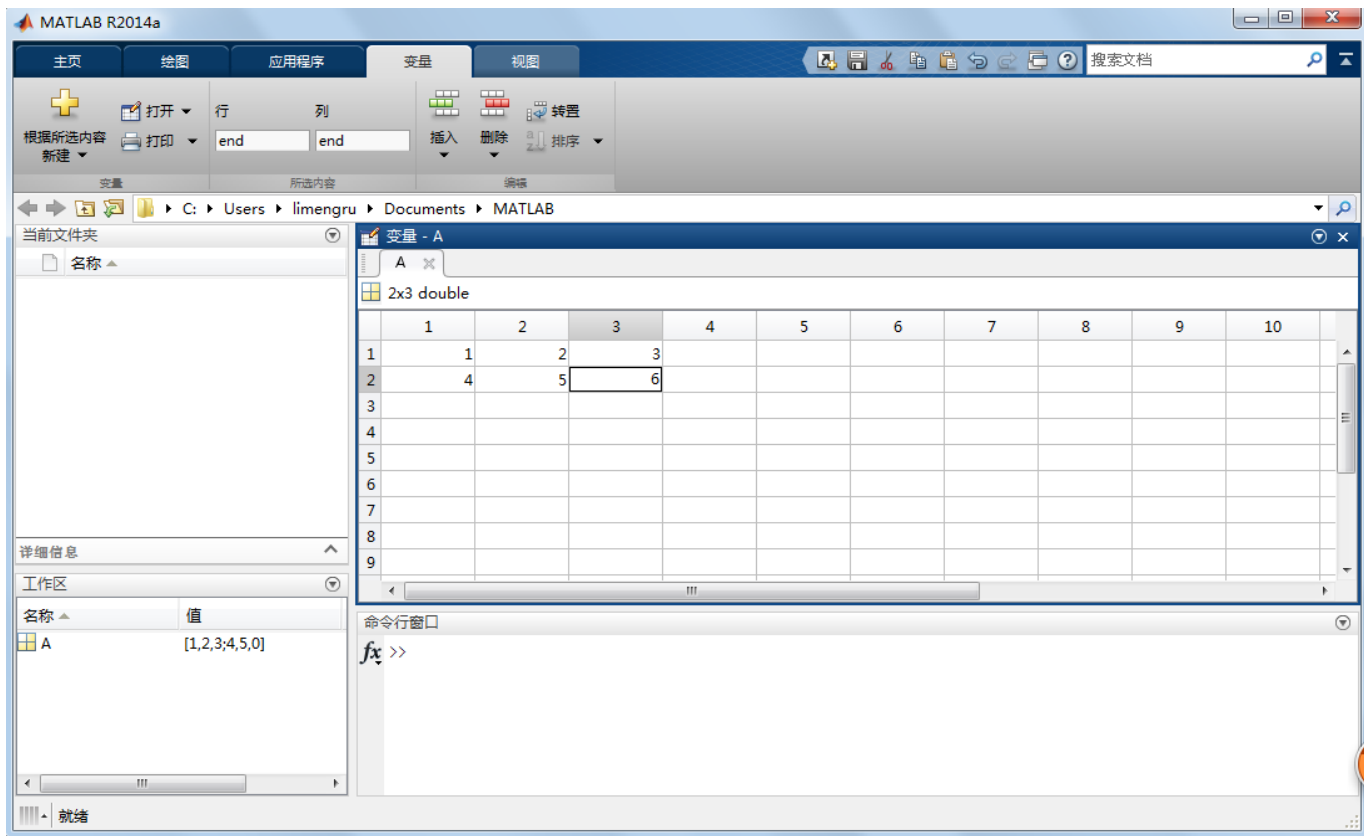 MATLAB R2014a
主页 绘图 应用程序 变量 视图 搜索文档
根据所选内容
新建
打开
打印
行 列
end end
插入
删除
转置
排序
变量 所选内容 编辑
C: Users limengru Documents MATLAB
当前文件夹
名称
详细信息
工作区
名称 值
A [1,2,3;4,5,0]
变量 - A
A
2x3 double
1 2 3 4 5 6 7 8 9 10
1 1 2 3
2 4 5 6
3
4
5
6
7
8
9
命令行窗口
fx >>
就绪